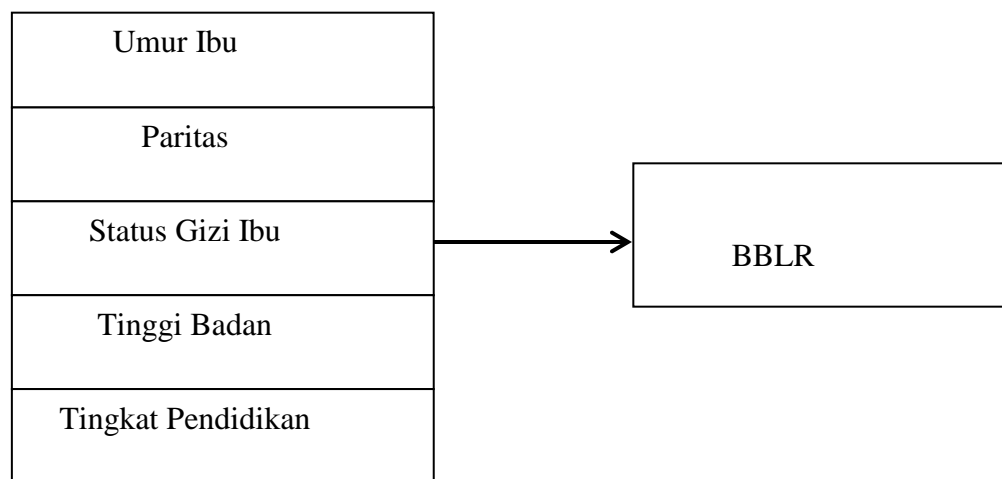 Umur Ibu
Paritas
Status Gizi Ibu
BBLR
Tinggi Badan
Tingkat Pendidikan